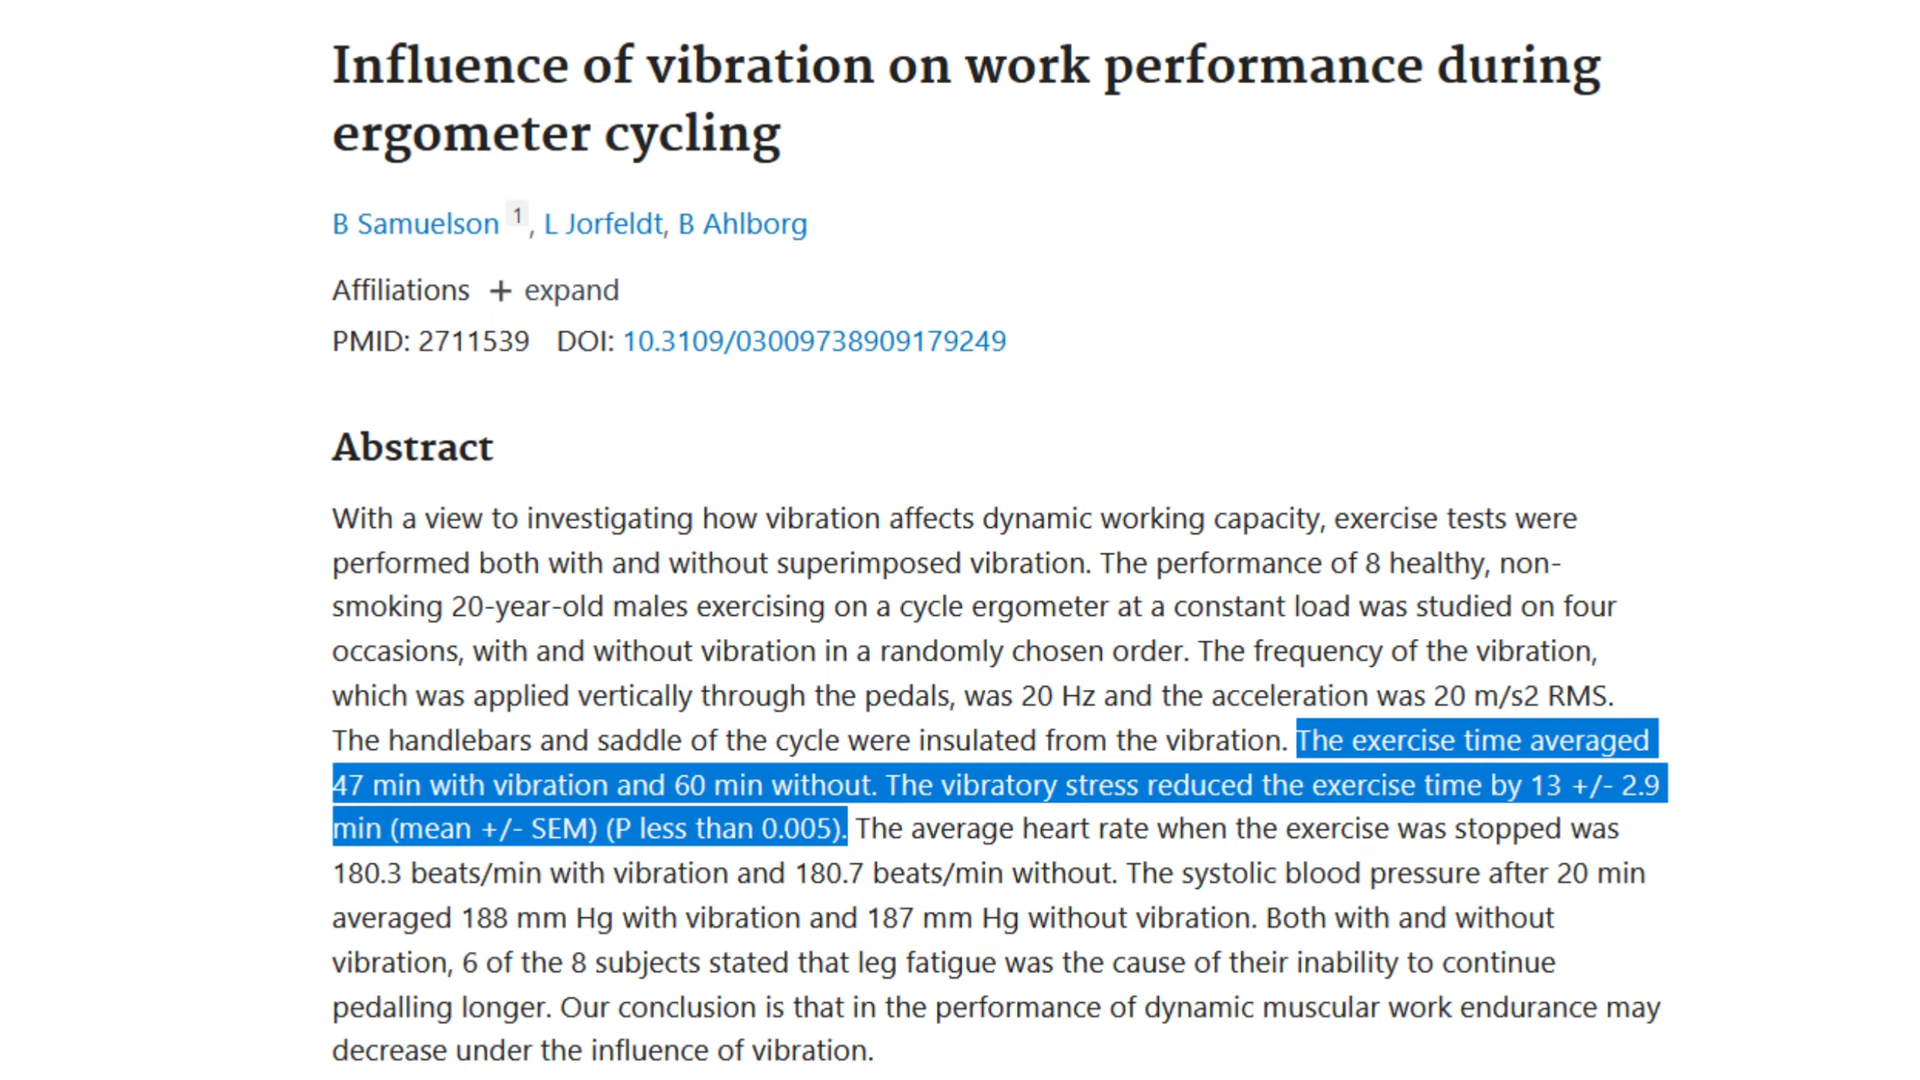 Influence of vibration on work performance during
ergometer cycling
B Samuelson 1, L Jorfeldt, B Ahlborg
Affiliations + expand
PMID: 2711539 DOI: 10.3109/03009738909179249
Abstract
With a view to investigating how vibration affects dynamic working capacity, exercise tests were
performed both with and without superimposed vibration. The performance of 8 healthy, non-
smoking 20-year-old males exercising on a cycle ergometer at a constant load was studied on four
occasions, with and without vibration in a randomly chosen order. The frequency of the vibration,
which was applied vertically through the pedals, was 20 Hz and the acceleration was 20 m/s2 RMS.
The handlebars and saddle of the cycle were insulated from the vibration. The exercise time averaged
47 min with vibration and 60 min without. The vibratory stress reduced the exercise time by 13 +/- 2.9
min (mean +/- SEM) (P less than 0.005). The average heart rate when the exercise was stopped was
180.3 beats/min with vibration and 180.7 beats/min without. The systolic blood pressure after 20 min
averaged 188 mm Hg with vibration and 187 mm Hg without vibration. Both with and without
vibration, 6 of the 8 subjects stated that leg fatigue was the cause of their inability to continue
pedalling longer. Our conclusion is that in the performance of dynamic muscular work endurance may
decrease under the influence of vibration.